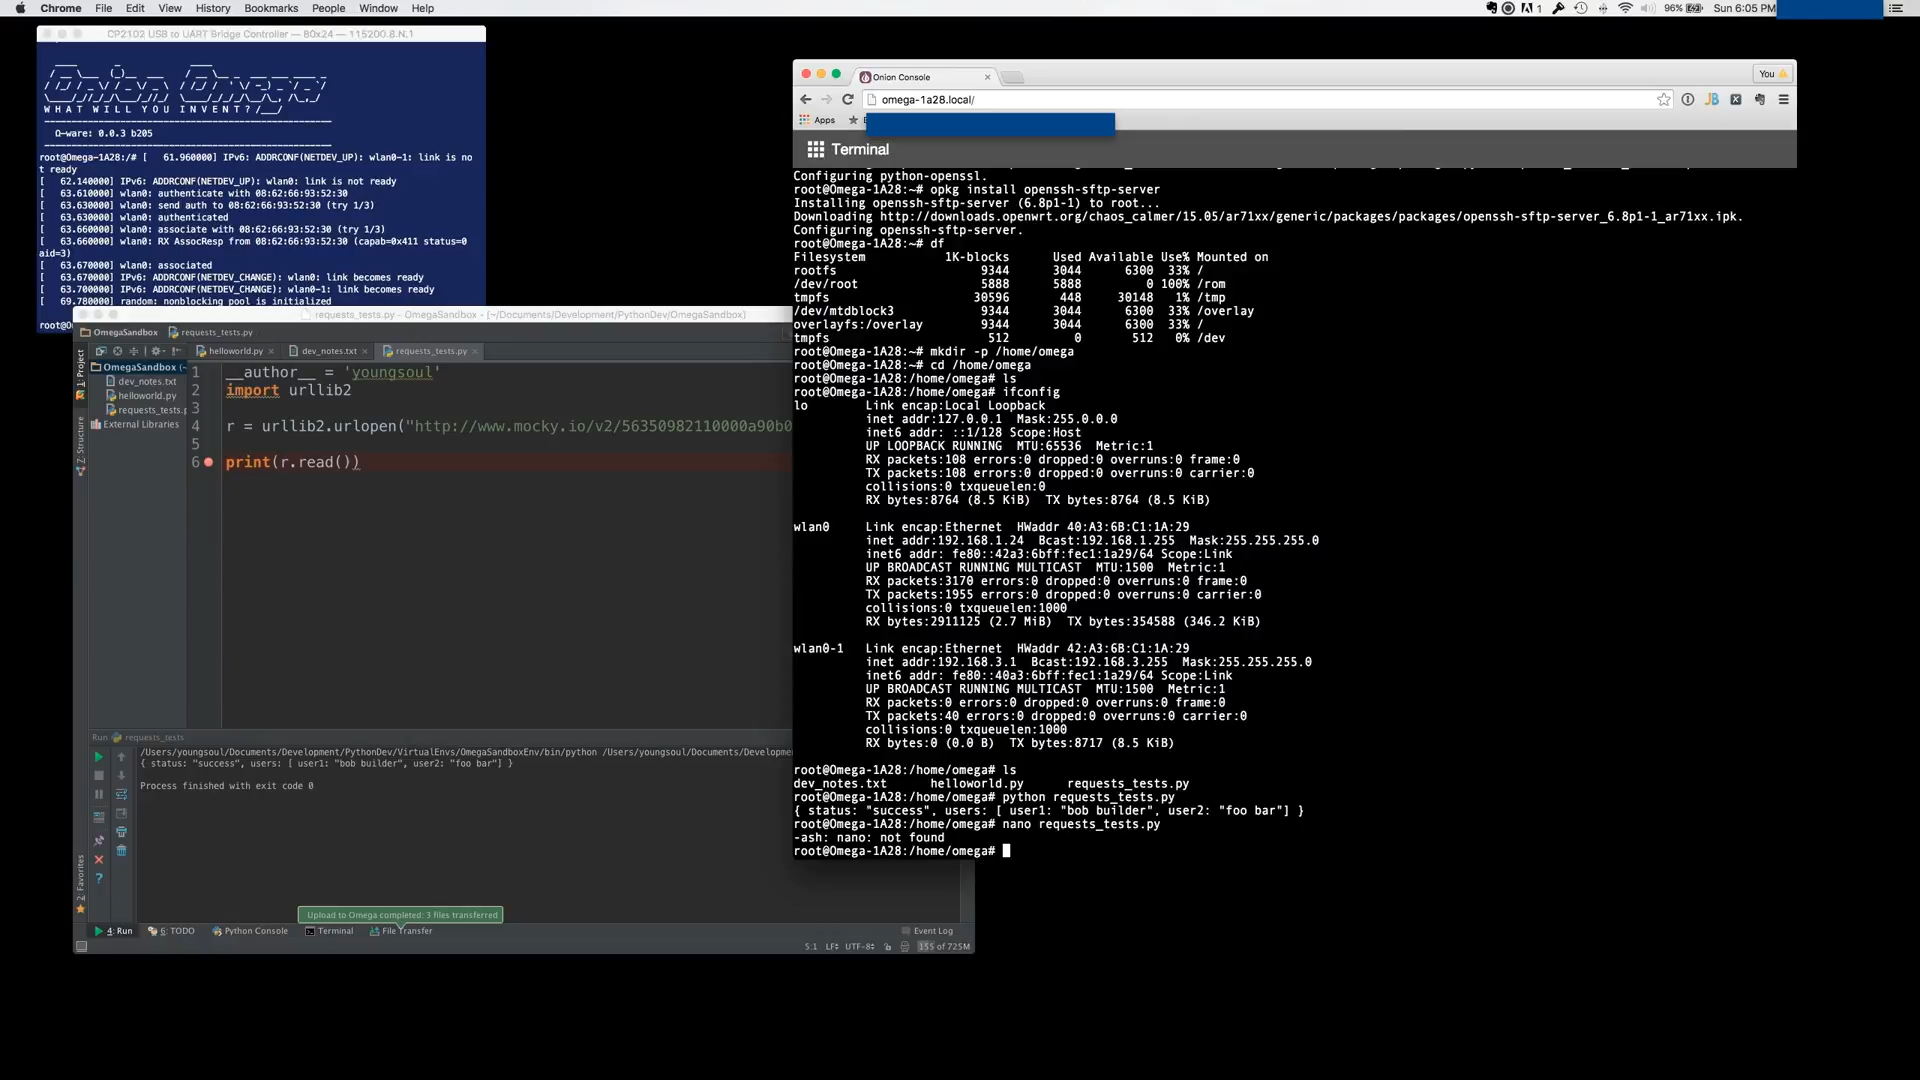 Chrome File Edit View History Bookmarks People Window Help
1 96% Sun 6:05 PM
CP2102 USB to UART Bridge Controller — 80x24 — 115200.8.N.1
W H A T  W I L L  Y O U  I N V E N T ?
Ω-ware: 0.0.3 b205
root@Omega-1A28:/# [ 61.960000] IPv6: ADDRCONF(NETDEV_UP): wlan0-1: link is no
t ready
[ 62.140000] IPv6: ADDRCONF(NETDEV_UP): wlan0: link is not ready
[ 63.610000] wlan0: authenticate with 08:62:66:93:52:30
[ 63.630000] wlan0: send auth to 08:62:66:93:52:30 (try 1/3)
[ 63.630000] wlan0: authenticated
[ 63.660000] wlan0: associate with 08:62:66:93:52:30 (try 1/3)
[ 63.660000] wlan0: RX AssocResp from 08:62:66:93:52:30 (capab=0x411 status=0
aid=3)
[ 63.670000] wlan0: associated
[ 63.670000] IPv6: ADDRCONF(NETDEV_CHANGE): wlan0: link becomes ready
[ 63.670000] IPv6: ADDRCONF(NETDEV_CHANGE): wlan0-1: link becomes ready
[ 69.780000] random: nonblocking pool is initialized
requests_tests.py - OmegaSandbox - [~/Documents/Development/PythonDev/OmegaSandbox]
OmegaSandbox requests_tests.py
1: Project
helloworld.py dev_notes.txt requests_tests.py
OmegaSandbox (~
dev_notes.txt
helloworld.py
requests_tests.p
External Libraries
Z: Structure
1 __author__ = 'youngsoul'
2 import urllib2
3
4 r = urllib2.urlopen("http://www.mocky.io/v2/56350982110000a90b0
5
6 print(r.read())
Run requests_tests
/Users/youngsoul/Documents/Development/PythonDev/VirtualEnvs/OmegaSandboxEnv/bin/python /Users/youngsoul/Documents/Developmen
{ status: "success", users: [ user1: "bob builder", user2: "foo bar"] }
Process finished with exit code 0
2: Favorites
Upload to Omega completed: 3 files transferred
4: Run 6: TODO Python Console Terminal File Transfer Event Log
5:1 LF UTF-8 155 of 725M
Onion Console
You
omega-1a28.local/
Apps
Terminal
Configuring python-openssl.
root@Omega-1A28:~# opkg install openssh-sftp-server
Installing openssh-sftp-server (6.8p1-1) to root...
Downloading http://downloads.openwrt.org/chaos_calmer/15.05/ar71xx/generic/packages/packages/openssh-sftp-server_6.8p1-1_ar71xx.ipk.
Configuring openssh-sftp-server.
root@Omega-1A28:~# df
Filesystem 1K-blocks Used Available Use% Mounted on
rootfs 9344 3044 6300 33% /
/dev/root 5888 5888 0 100% /rom
tmpfs 30596 448 30148 1% /tmp
/dev/mtdblock3 9344 3044 6300 33% /overlay
overlayfs:/overlay 9344 3044 6300 33% /
tmpfs 512 0 512 0% /dev
root@Omega-1A28:~# mkdir -p /home/omega
root@Omega-1A28:~# cd /home/omega
root@Omega-1A28:/home/omega# ls
root@Omega-1A28:/home/omega# ifconfig
lo Link encap:Local Loopback
inet addr:127.0.0.1 Mask:255.0.0.0
inet6 addr: ::1/128 Scope:Host
UP LOOPBACK RUNNING MTU:65536 Metric:1
RX packets:108 errors:0 dropped:0 overruns:0 frame:0
TX packets:108 errors:0 dropped:0 overruns:0 carrier:0
collisions:0 txqueuelen:0
RX bytes:8764 (8.5 KiB) TX bytes:8764 (8.5 KiB)
wlan0 Link encap:Ethernet HWaddr 40:A3:6B:C1:1A:29
inet addr:192.168.1.24 Bcast:192.168.1.255 Mask:255.255.255.0
inet6 addr: fe80::42a3:6bff:fec1:1a29/64 Scope:Link
UP BROADCAST RUNNING MULTICAST MTU:1500 Metric:1
RX packets:3170 errors:0 dropped:0 overruns:0 frame:0
TX packets:1955 errors:0 dropped:0 overruns:0 carrier:0
collisions:0 txqueuelen:1000
RX bytes:2911125 (2.7 MiB) TX bytes:354588 (346.2 KiB)
wlan0-1 Link encap:Ethernet HWaddr 42:A3:6B:C1:1A:29
inet addr:192.168.3.1 Bcast:192.168.3.255 Mask:255.255.255.0
inet6 addr: fe80::40a3:6bff:fec1:1a29/64 Scope:Link
UP BROADCAST RUNNING MULTICAST MTU:1500 Metric:1
RX packets:0 errors:0 dropped:0 overruns:0 frame:0
TX packets:40 errors:0 dropped:0 overruns:0 carrier:0
collisions:0 txqueuelen:1000
RX bytes:0 (0.0 B) TX bytes:8717 (8.5 KiB)
root@Omega-1A28:/home/omega# ls
dev_notes.txt helloworld.py requests_tests.py
root@Omega-1A28:/home/omega# python requests_tests.py
{ status: "success", users: [ user1: "bob builder", user2: "foo bar"] }
root@Omega-1A28:/home/omega# nano requests_tests.py
-ash: nano: not found
root@Omega-1A28:/home/omega#